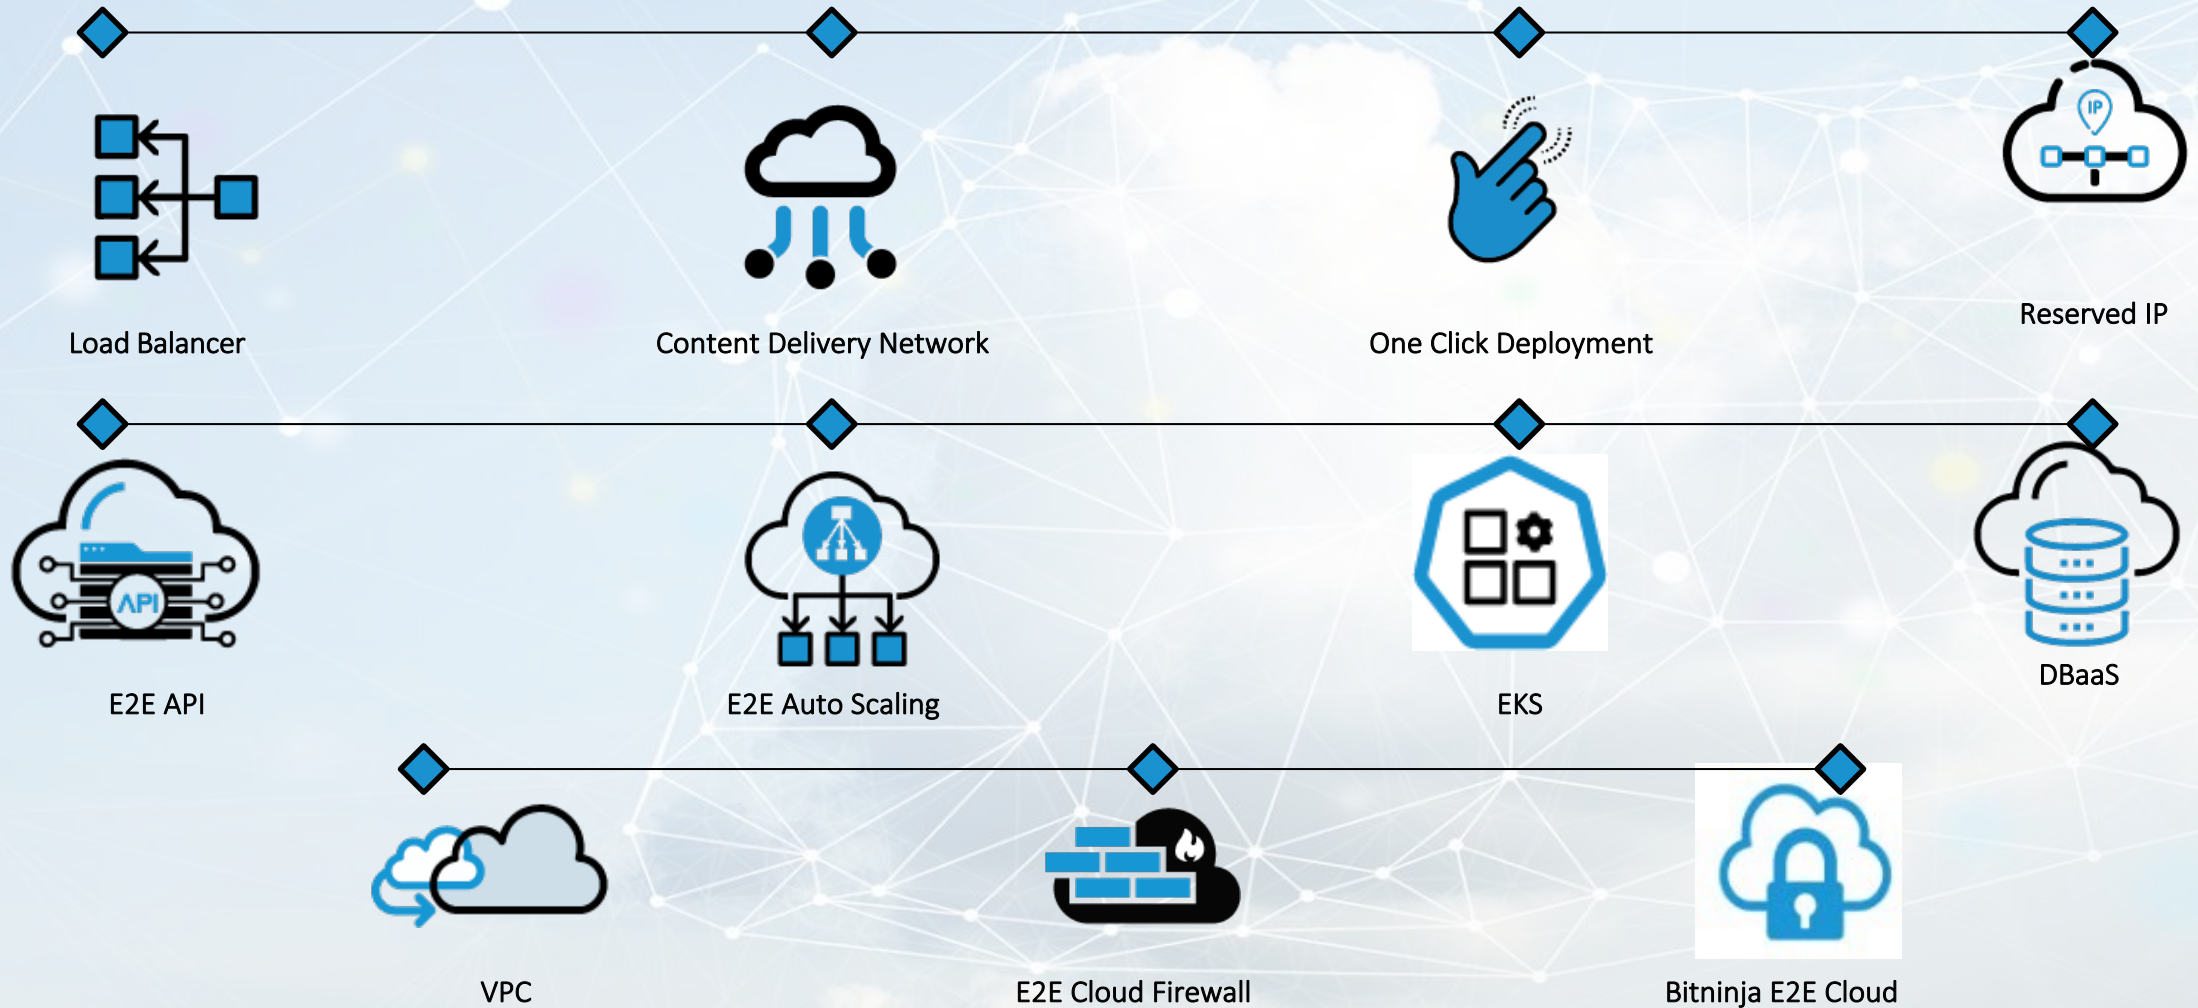 IP
Load Balancer
Content Delivery Network
One Click Deployment
Reserved IP
API
E2E API
E2E Auto Scaling
EKS
DBaaS
VPC
E2E Cloud Firewall
Bitninja E2E Cloud